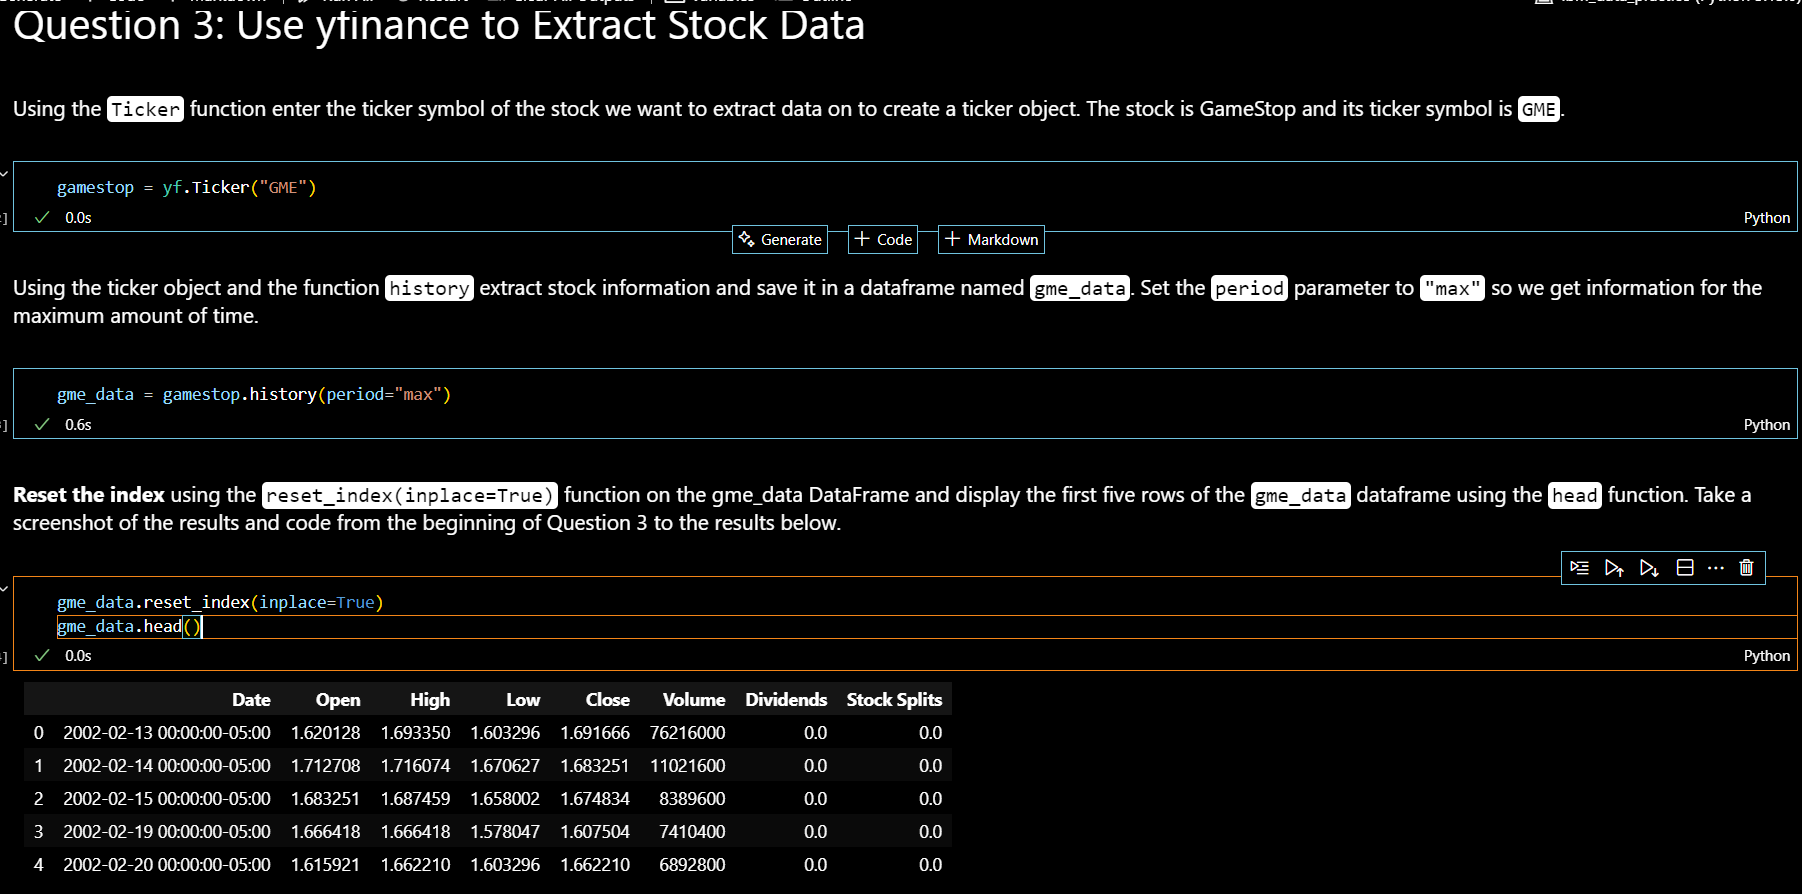 Question 3: Use yfinance to Extract Stock Data
Using the Ticker function enter the ticker symbol of the stock we want to extract data on to create a ticker object. The stock is GameStop and its ticker symbol is GME.
gamestop = yf.Ticker("GME")
0.0s
Python
Generate Code Markdown
Using the ticker object and the function history extract stock information and save it in a dataframe named gme_data. Set the period parameter to "max" so we get information for the
maximum amount of time.
gme_data = gamestop.history(period="max")
0.6s
Python
Reset the index using the reset_index(inplace=True) function on the gme_data DataFrame and display the first five rows of the gme_data dataframe using the head function. Take a
screenshot of the results and code from the beginning of Question 3 to the results below.
gme_data.reset_index(inplace=True)
gme_data.head()
0.0s
Python
Date Open High Low Close Volume Dividends Stock Splits
0 2002-02-13 00:00:00-05:00 1.620128 1.693350 1.603296 1.691666 76216000 0.0 0.0
1 2002-02-14 00:00:00-05:00 1.712708 1.716074 1.670627 1.683251 11021600 0.0 0.0
2 2002-02-15 00:00:00-05:00 1.683251 1.687459 1.658002 1.674834 8389600 0.0 0.0
3 2002-02-19 00:00:00-05:00 1.666418 1.666418 1.578047 1.607504 7410400 0.0 0.0
4 2002-02-20 00:00:00-05:00 1.615921 1.662210 1.603296 1.662210 6892800 0.0 0.0